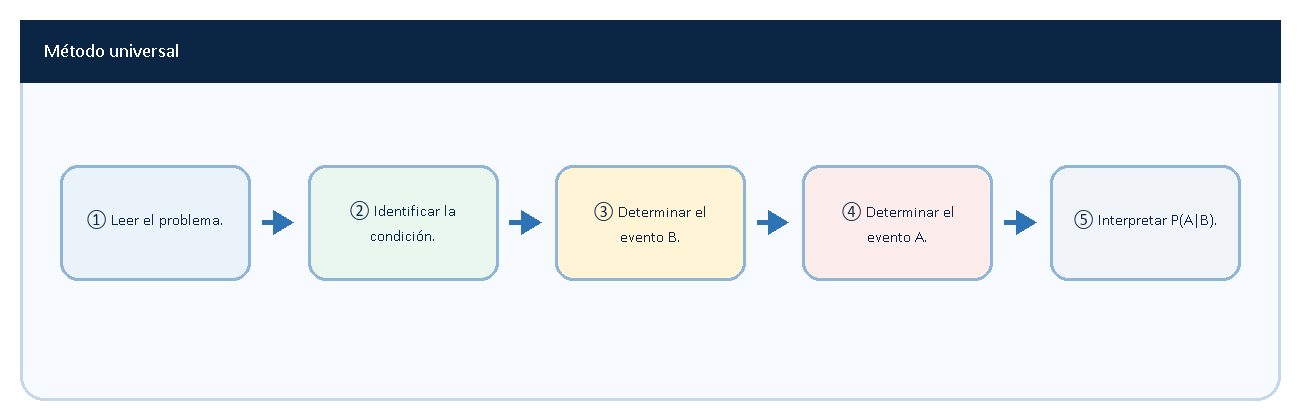 Método universal
① Leer el problema.
② Identificar la
condición.
③ Determinar el
evento B.
④ Determinar el
evento A.
⑤ Interpretar P(A|B).